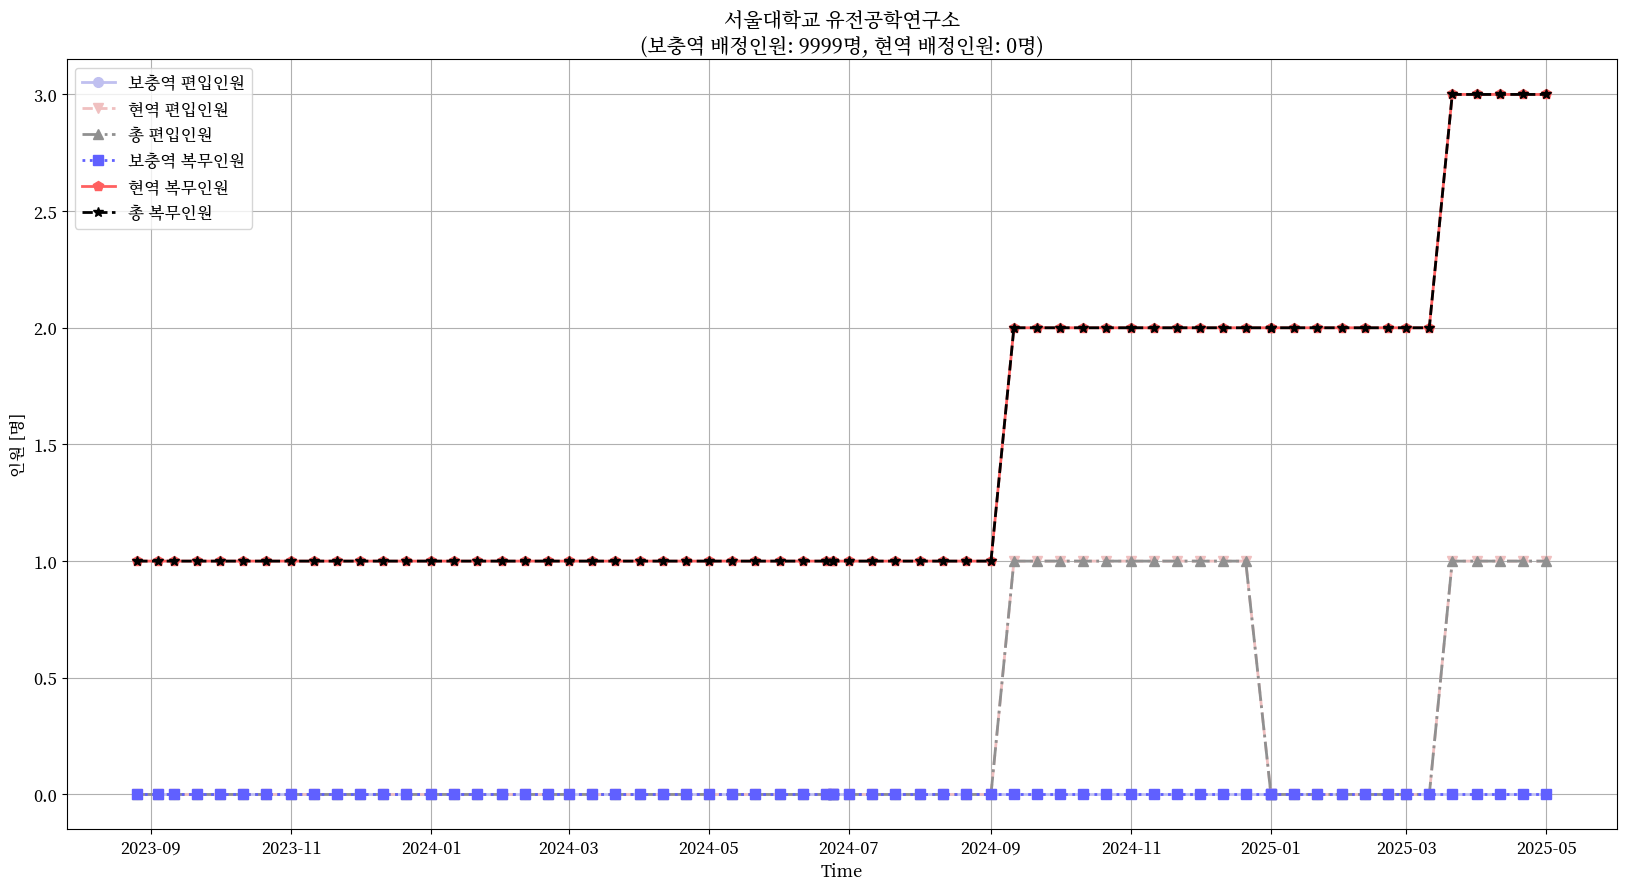 서울대학교 유전공학연구소
(보충역 배정인원: 9999명, 현역 배정인원: 0명)
보충역 편입인원
현역 편입인원
총 편입인원
보충역 복무인원
현역 복무인원
총 복무인원
인원 [명]
3.0
2.5
2.0
1.5
1.0
0.5
0.0
2023-09
2023-11
2024-01
2024-03
2024-05
2024-07
2024-09
2024-11
2025-01
2025-03
2025-05
Time